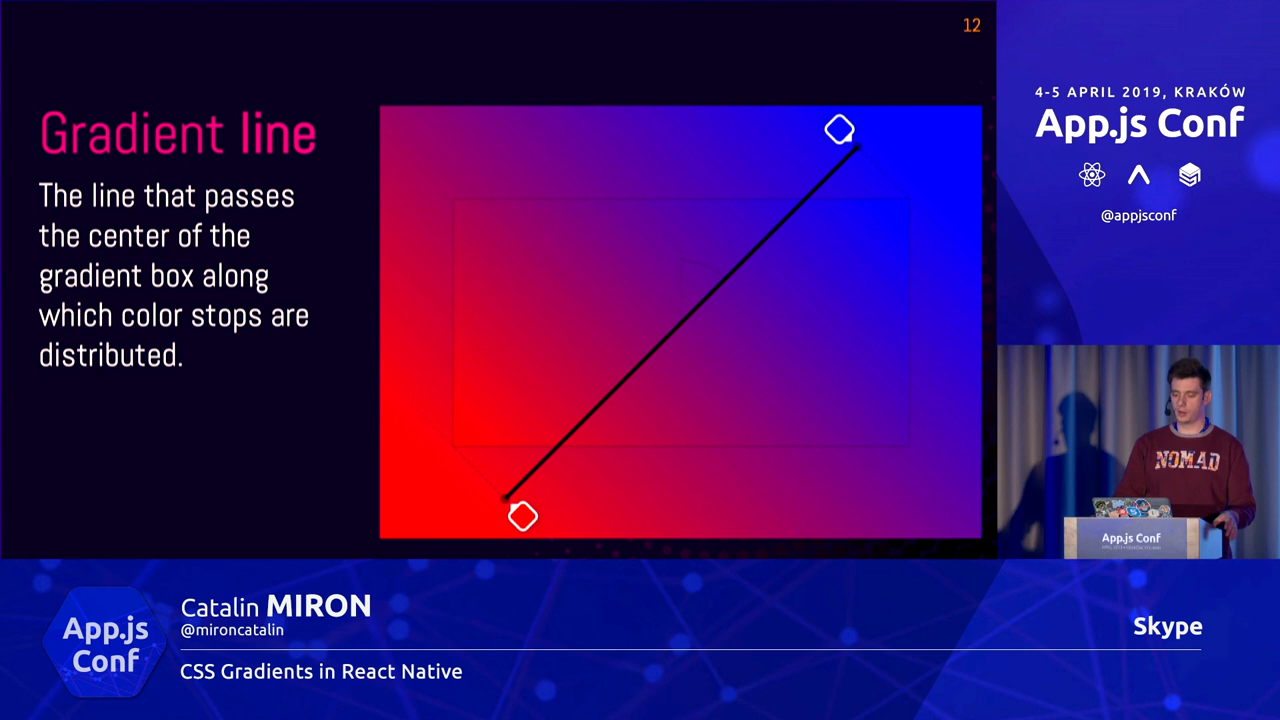 12
Gradient line
The line that passes
the center of the
gradient box along
which color stops are
distributed.
4-5 APRIL 2019, KRAKÓW
App.js Conf
@appjsconf
NOMAD
App.js Conf
App.js
Conf
Catalin MIRON
@mironcatalin
CSS Gradients in React Native
Skype